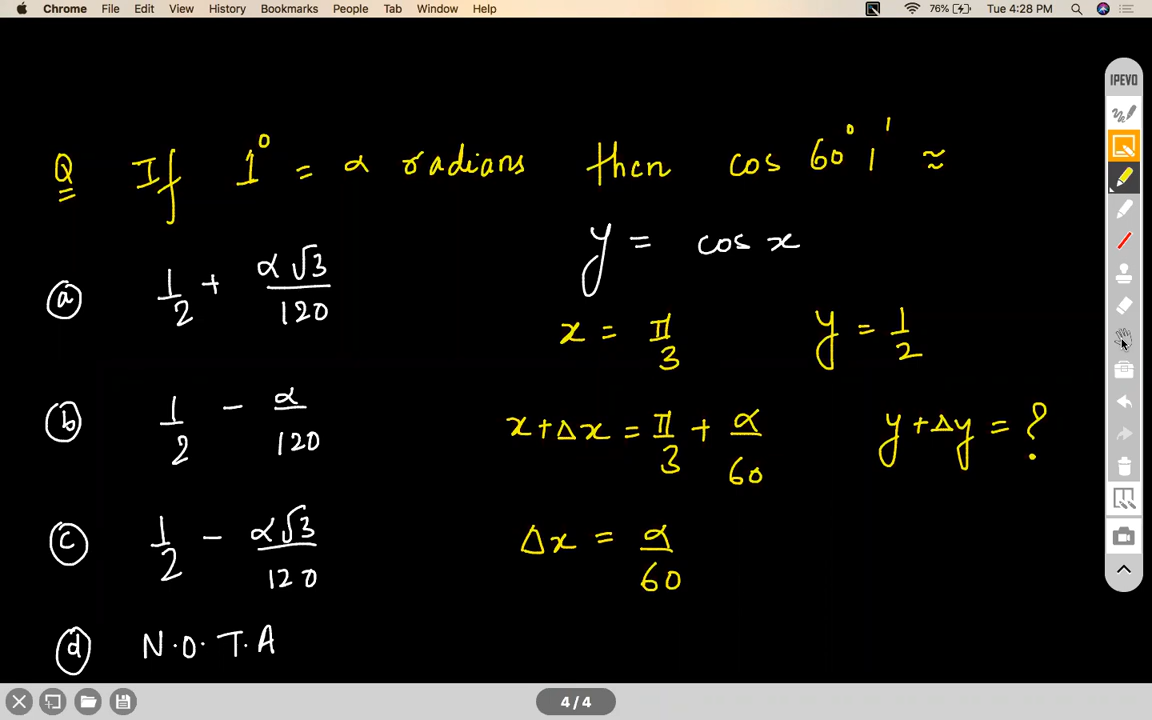 Chrome File Edit View History Bookmarks People Tab Window Help 76% Tue 4:28 PM
IPEVO
Q If 1° = α radians then cos 60° 1' ≈
y = cos x
(a) 1/2 + α√3/120
x = π/3 y = 1/2
(b) 1/2 - α/120
x+Δx = π/3 + α/60 y+Δy = ?
(c) 1/2 - α√3/120
Δx = α/60
(d) N.O.T.A
4/4